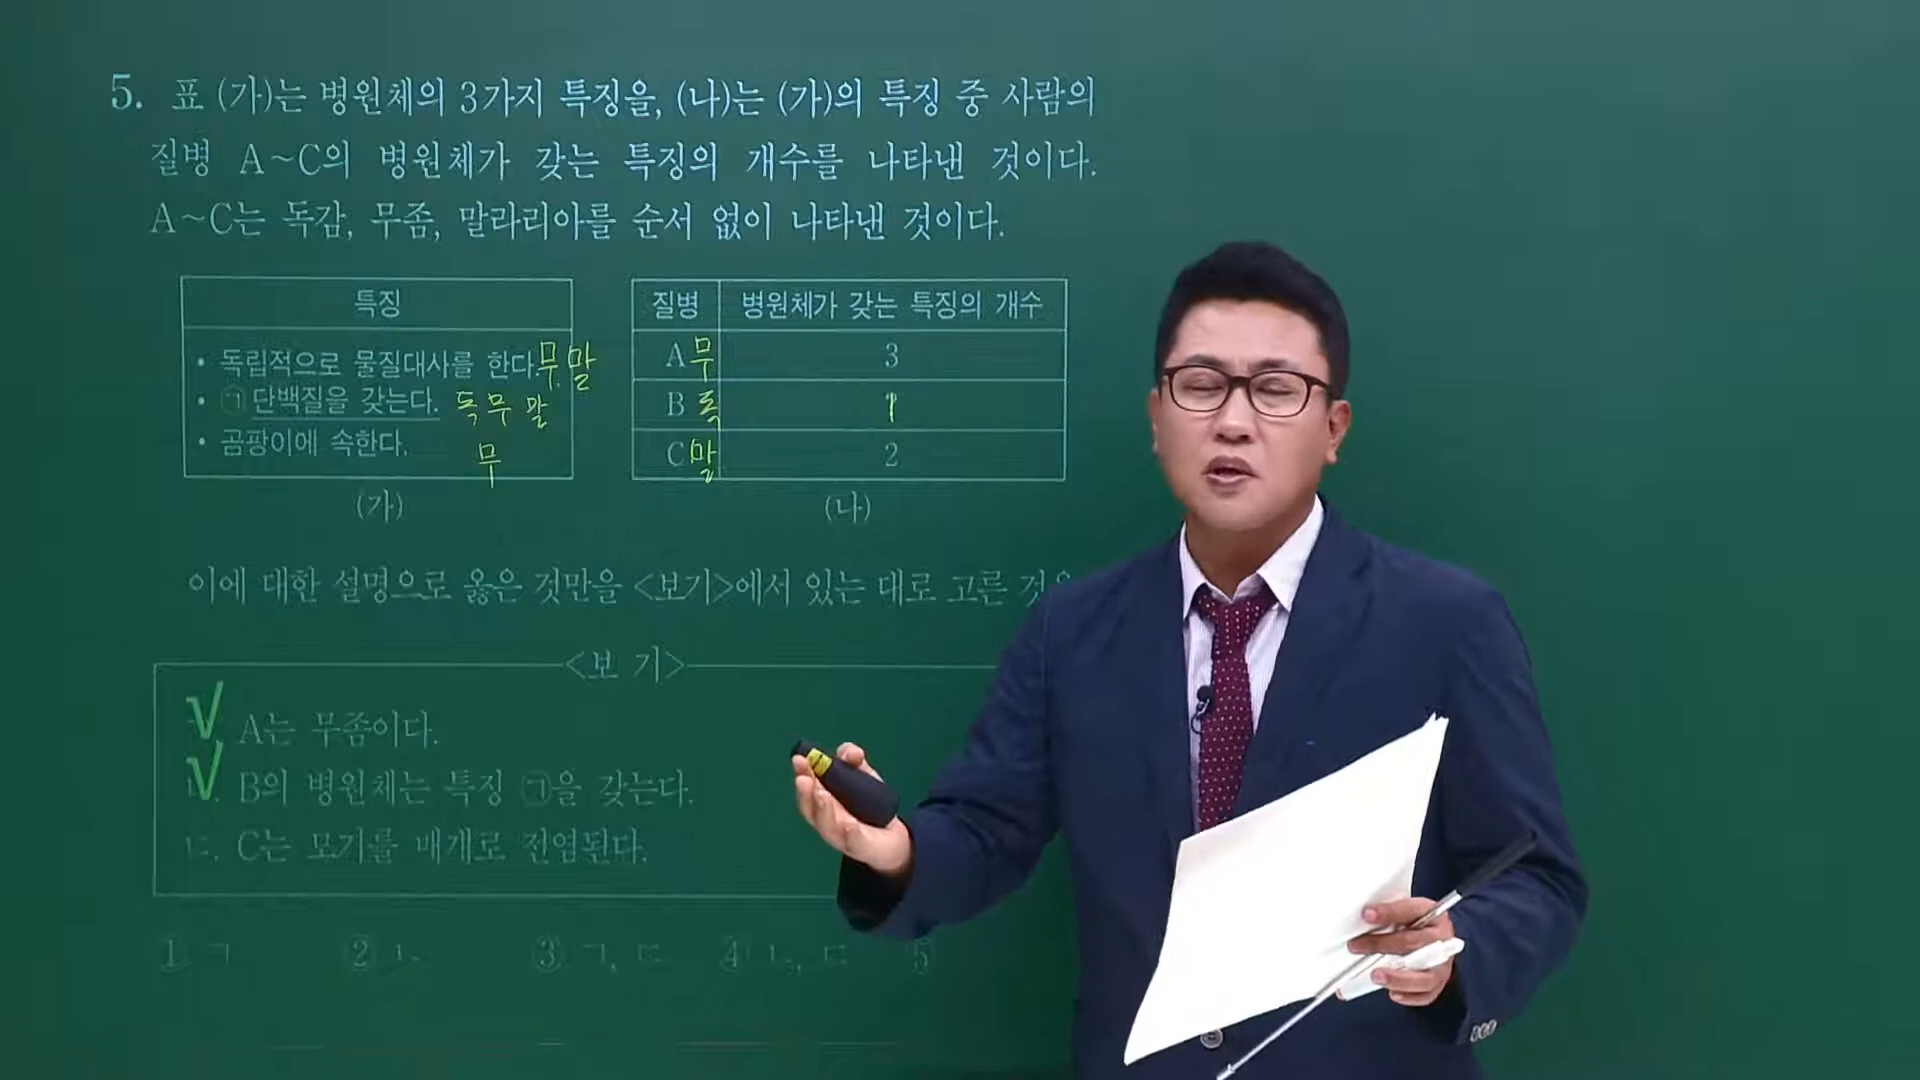 5. 표 (가)는 병원체의 3가지 특징을, (나)는 (가)의 특징 중 사람의
질병 A~C의 병원체가 갖는 특징의 개수를 나타낸 것이다.
A~C는 독감, 무좀, 말라리아를 순서 없이 나타낸 것이다.
특징
• 독립적으로 물질대사를 한다. 무, 말
• ㉠ 단백질을 갖는다. 독 무 말
• 곰팡이에 속한다. 무
(가)
질병 병원체가 갖는 특징의 개수
A 무 3
B 독 1
C 말 2
(나)
이에 대한 설명으로 옳은 것만을 <보기>에서 있는 대로 고른 것
<보 기>
A는 무좀이다.
B의 병원체는 특징 ㉠을 갖는다.
ㄷ. C는 모기를 매개로 전염된다.
① ㄱ ② ㄴ ③ ㄱ, ㄷ ④ ㄴ, ㄷ ⑤